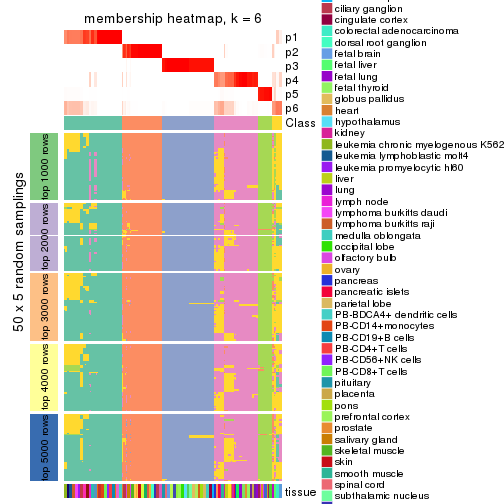 membership heatmap, k = 6
p1
p2
p3
p4
p5
p6
Class
50 x 5 random samplings
top 1000 rows
top 2000 rows
top 3000 rows
top 4000 rows
top 5000 rows
tissue
ciliary ganglion
cingulate cortex
colorectal adenocarcinoma
dorsal root ganglion
fetal brain
fetal liver
fetal lung
fetal thyroid
globus pallidus
heart
hypothalamus
kidney
leukemia chronic myelogenous K562
leukemia lymphoblastic molt4
leukemia promyelocytic hl60
liver
lung
lymph node
lymphoma burkitts daudi
lymphoma burkitts raji
medulla oblongata
occipital lobe
olfactory bulb
ovary
pancreas
pancreatic islets
parietal lobe
PB-BDCA4+ dendritic cells
PB-CD14+monocytes
PB-CD19+B cells
PB-CD4+T cells
PB-CD56+NK cells
PB-CD8+T cells
pituitary
placenta
pons
prefrontal cortex
prostate
salivary gland
skeletal muscle
skin
smooth muscle
spinal cord
subthalamic nucleus